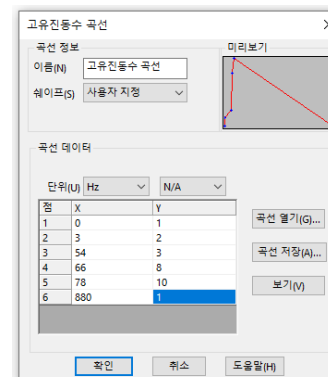 고유진동수 곡선
곡선 정보
이름(N) 고유진동수 곡선
쉐이프(S) 사용자 지정
미리보기
곡선 데이터
단위(U) Hz N/A
점 X Y
1 0 1
2 3 2
3 54 3
4 66 8
5 78 10
6 880 1
곡선 열기(G)...
곡선 저장(A)...
보기(V)
확인 취소 도움말(H)